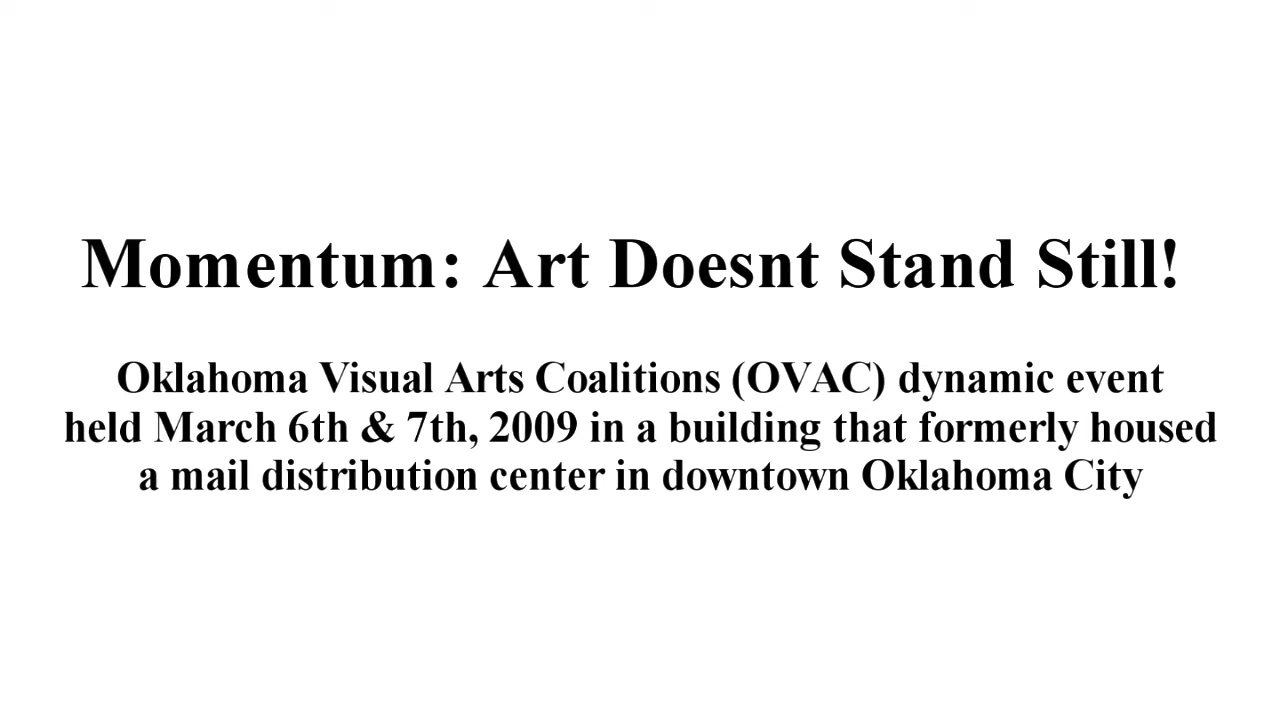 Momentum: Art Doesnt Stand Still!
Oklahoma Visual Arts Coalitions (OVAC) dynamic event
held March 6th & 7th, 2009 in a building that formerly housed
a mail distribution center in downtown Oklahoma City